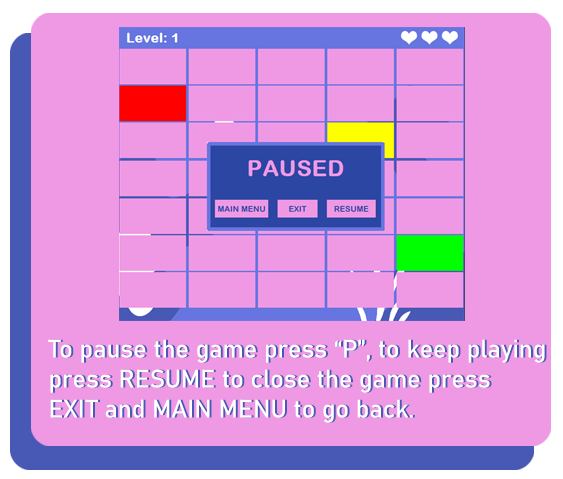 Level: 1
PAUSED
MAIN MENU EXIT RESUME
To pause the game press “P”, to keep playing
press RESUME to close the game press
EXIT and MAIN MENU to go back.